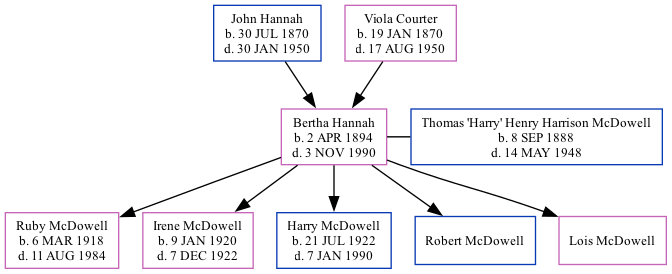 John Hannah
b. 30 JUL 1870
d. 30 JAN 1950
Viola Courter
b. 19 JAN 1870
d. 17 AUG 1950
Bertha Hannah
b. 2 APR 1894
d. 3 NOV 1990
Thomas 'Harry' Henry Harrison McDowell
b. 8 SEP 1888
d. 14 MAY 1948
Ruby McDowell
b. 6 MAR 1918
d. 11 AUG 1984
Irene McDowell
b. 9 JAN 1920
d. 7 DEC 1922
Harry McDowell
b. 21 JUL 1922
d. 7 JAN 1990
Robert McDowell
Lois McDowell